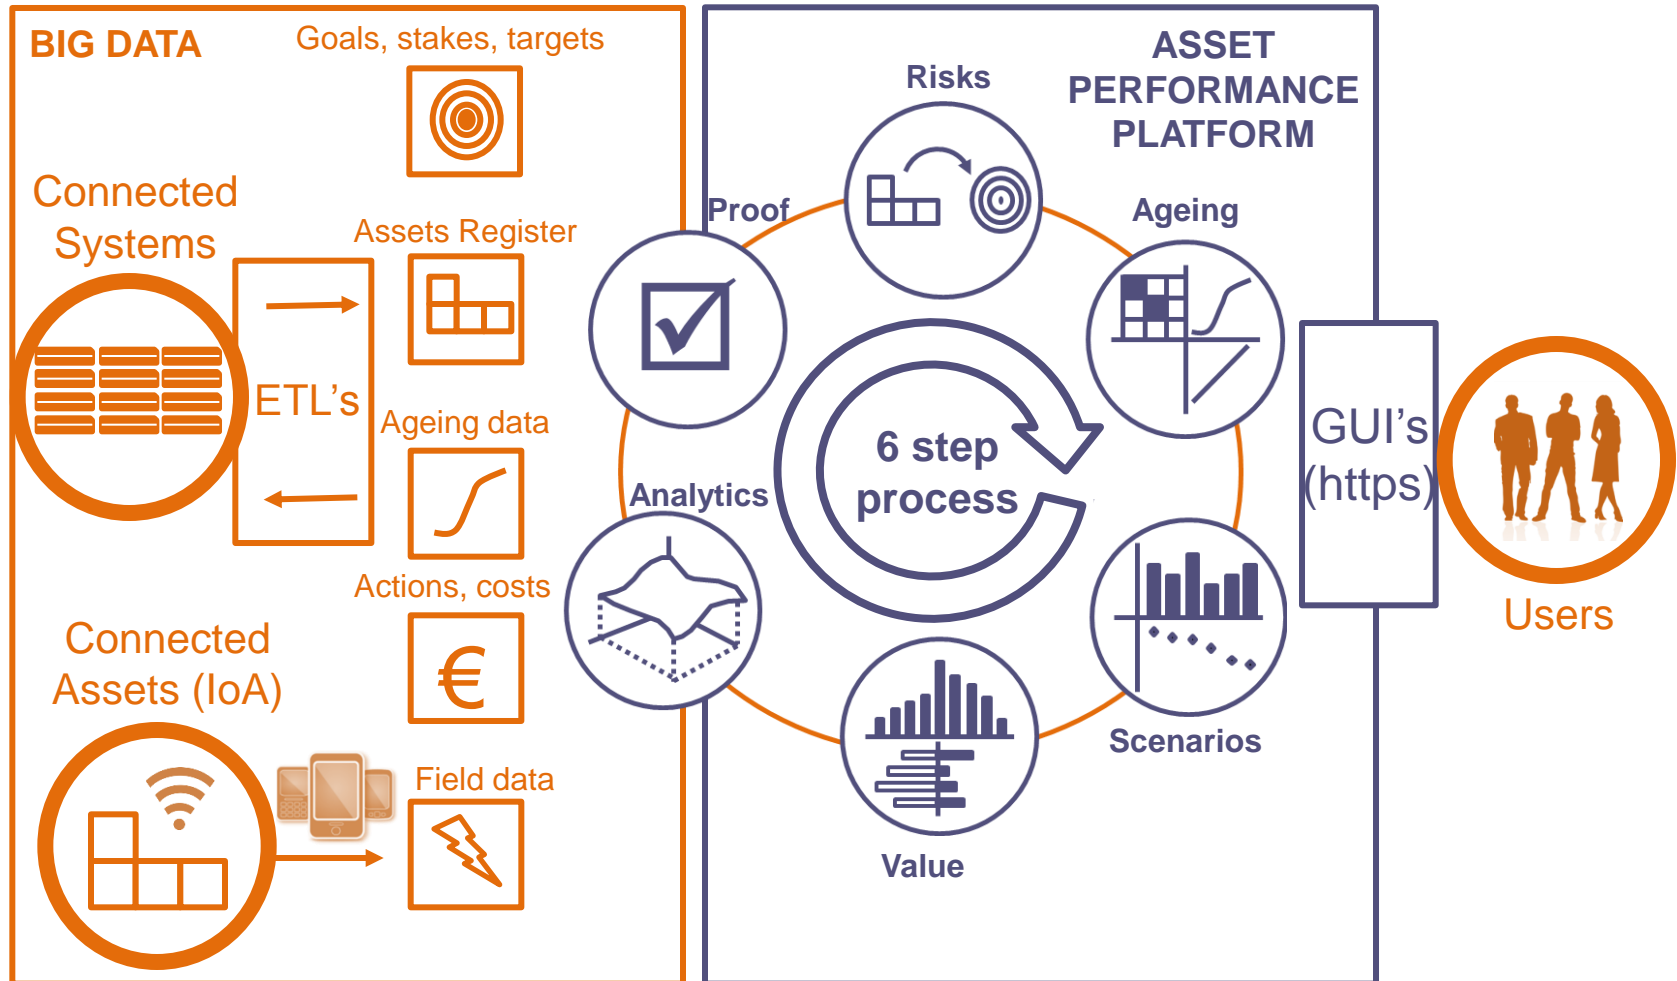 BIG DATA
Goals, stakes, targets
Connected
Systems
Assets Register
ETL's
Ageing data
Actions, costs
€
Connected
Assets (IoA)
Field data
ASSET
PERFORMANCE
PLATFORM
Risks
Proof
Ageing
6 step
process
Analytics
Scenarios
Value
GUI's
(https)
Users